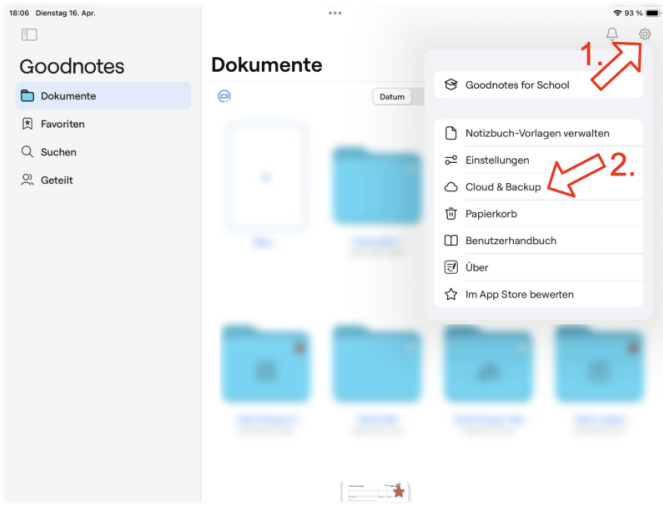 18:06 Dienstag 16. Apr.
93 %
1.
Goodnotes
Dokumente
Goodnotes for School
Dokumente
Datum
Favoriten
Notizbuch-Vorlagen verwalten
Suchen
Einstellungen
2.
Geteilt
Cloud & Backup
Papierkorb
Benutzerhandbuch
Über
Im App Store bewerten